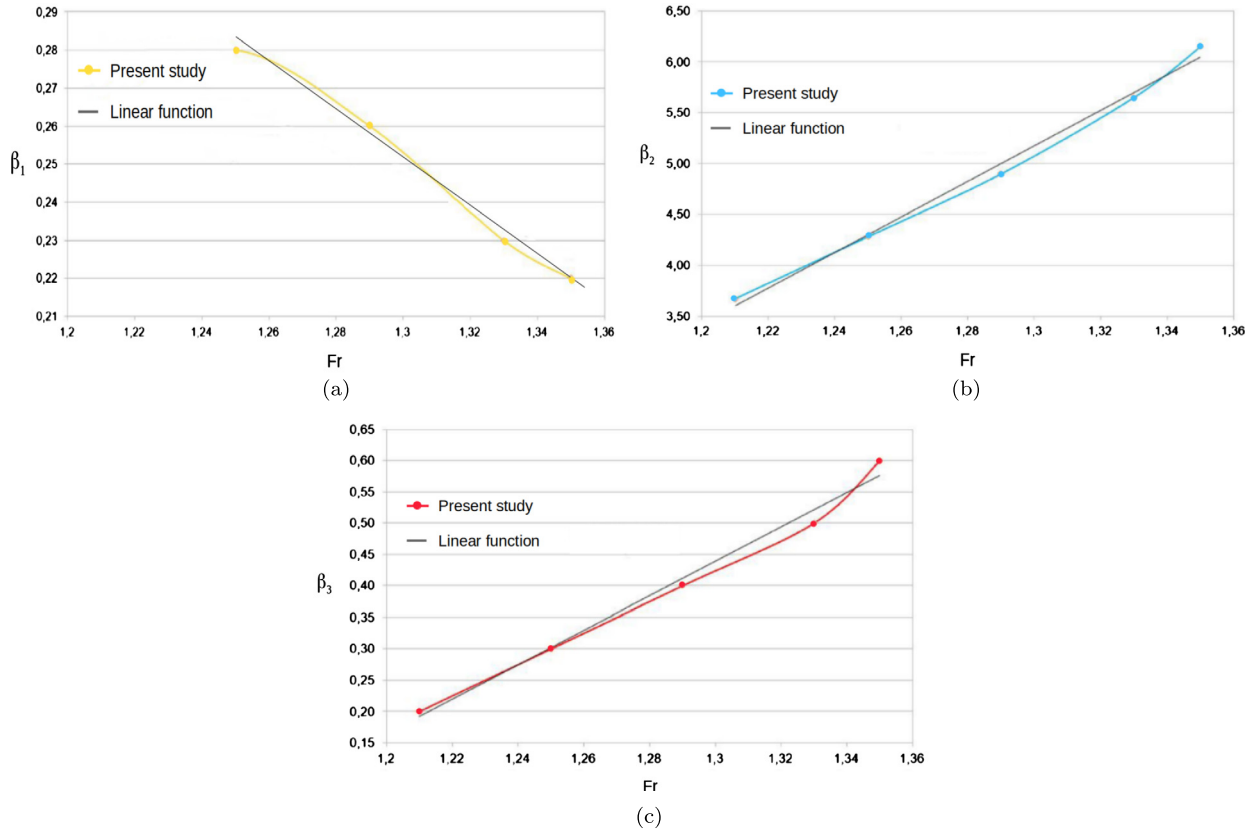 0,29
0,28
0,27
0,26
0,25
0,24
0,23
0,22
0,21
β1
Present study
Linear function
1,2 1,22 1,24 1,26 1,28 1,3 1,32 1,34 1,36
Fr
(a)
6,50
6,00
5,50
5,00
4,50
4,00
3,50
β2
Present study
Linear function
1,2 1,22 1,24 1,26 1,28 1,3 1,32 1,34 1,36
Fr
(b)
0,65
0,60
0,55
0,50
0,45
0,40
0,35
0,30
0,25
0,20
0,15
β3
Present study
Linear function
1,2 1,22 1,24 1,26 1,28 1,3 1,32 1,34 1,36
Fr
(c)